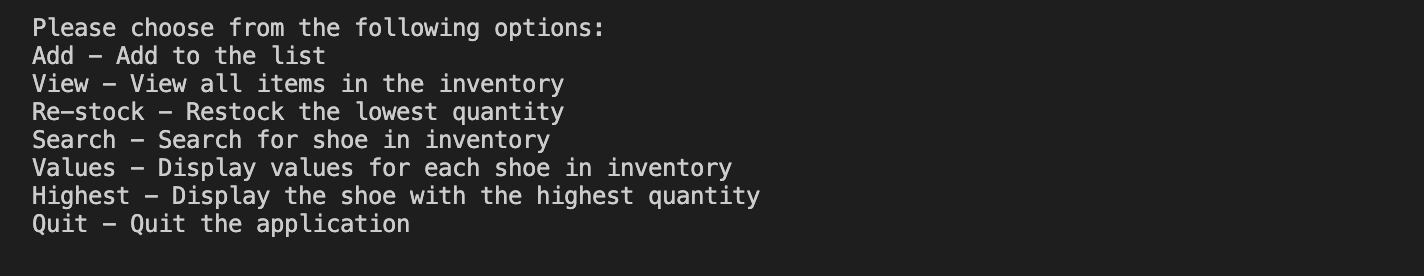 Please choose from the following options:
Add – Add to the list
View – View all items in the inventory
Re-stock – Restock the lowest quantity
Search – Search for shoe in inventory
Values – Display values for each shoe in inventory
Highest – Display the shoe with the highest quantity
Quit – Quit the application